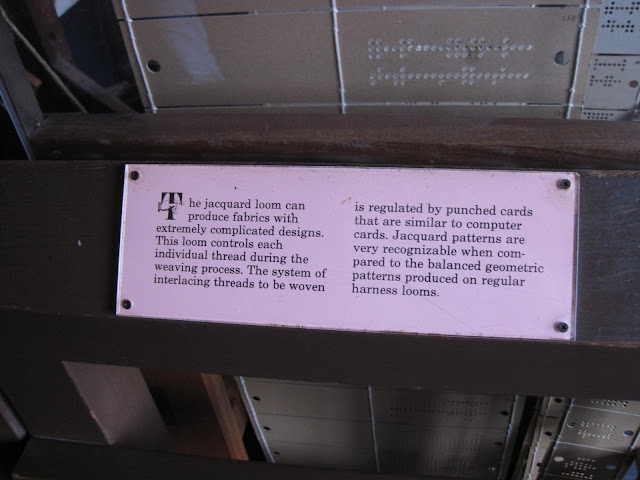 136
The jacquard loom can
produce fabrics with
extremely complicated designs.
This loom controls each
individual thread during the
weaving process. The system of
interlacing threads to be woven
is regulated by punched cards
that are similar to computer
cards. Jacquard patterns are
very recognizable when com-
pared to the balanced geometric
patterns produced on regular
harness looms.